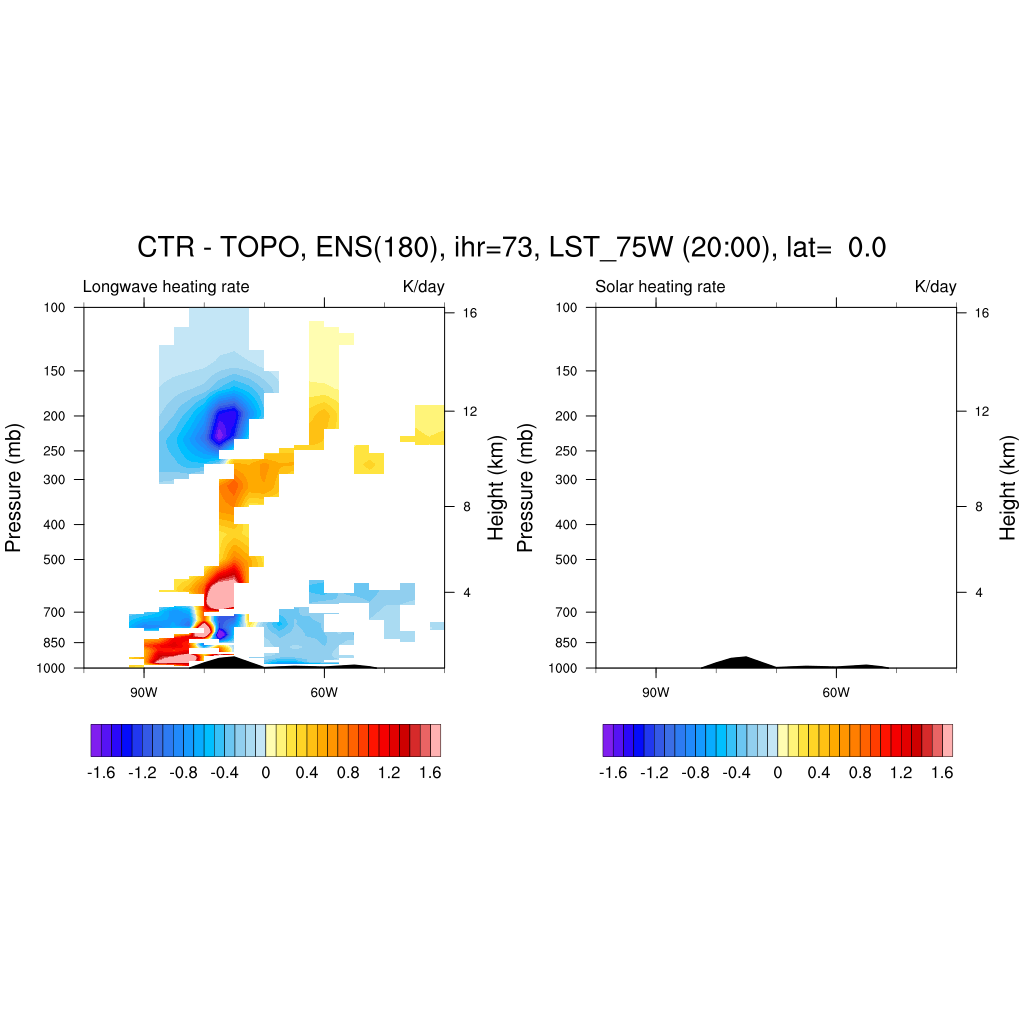 CTR - TOPO, ENS(180), ihr=73, LST_75W (20:00), lat=  0.0
Longwave heating rate K/day
Pressure (mb)
100
150
200
250
300
400
500
700
850
1000
16
12
8
4
Height (km)
90W 60W
-1.6 -1.2 -0.8 -0.4 0 0.4 0.8 1.2 1.6
Solar heating rate K/day
Pressure (mb)
100
150
200
250
300
400
500
700
850
1000
16
12
8
4
Height (km)
90W 60W
-1.6 -1.2 -0.8 -0.4 0 0.4 0.8 1.2 1.6